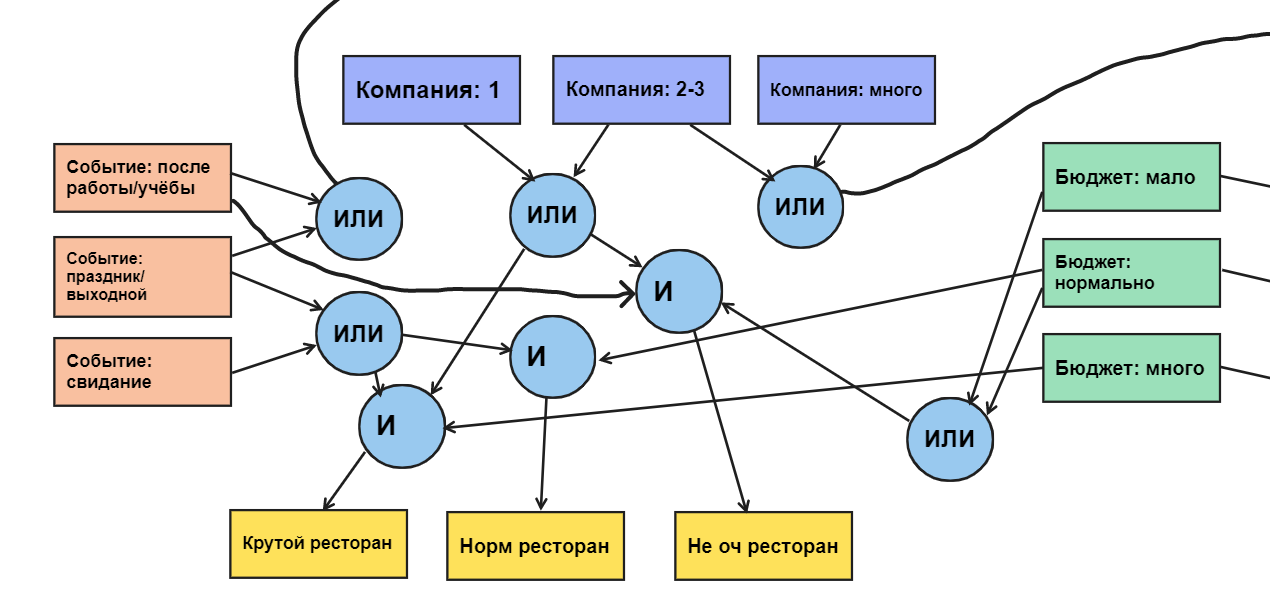 Компания: 1
Компания: 2-3
Компания: много
Событие: после
работы/учёбы
Бюджет: мало
ИЛИ
ИЛИ
ИЛИ
Событие:
праздник/
выходной
И
Бюджет:
нормально
ИЛИ
И
Событие:
свидание
Бюджет: много
И
ИЛИ
Крутой ресторан
Норм ресторан
Не оч ресторан